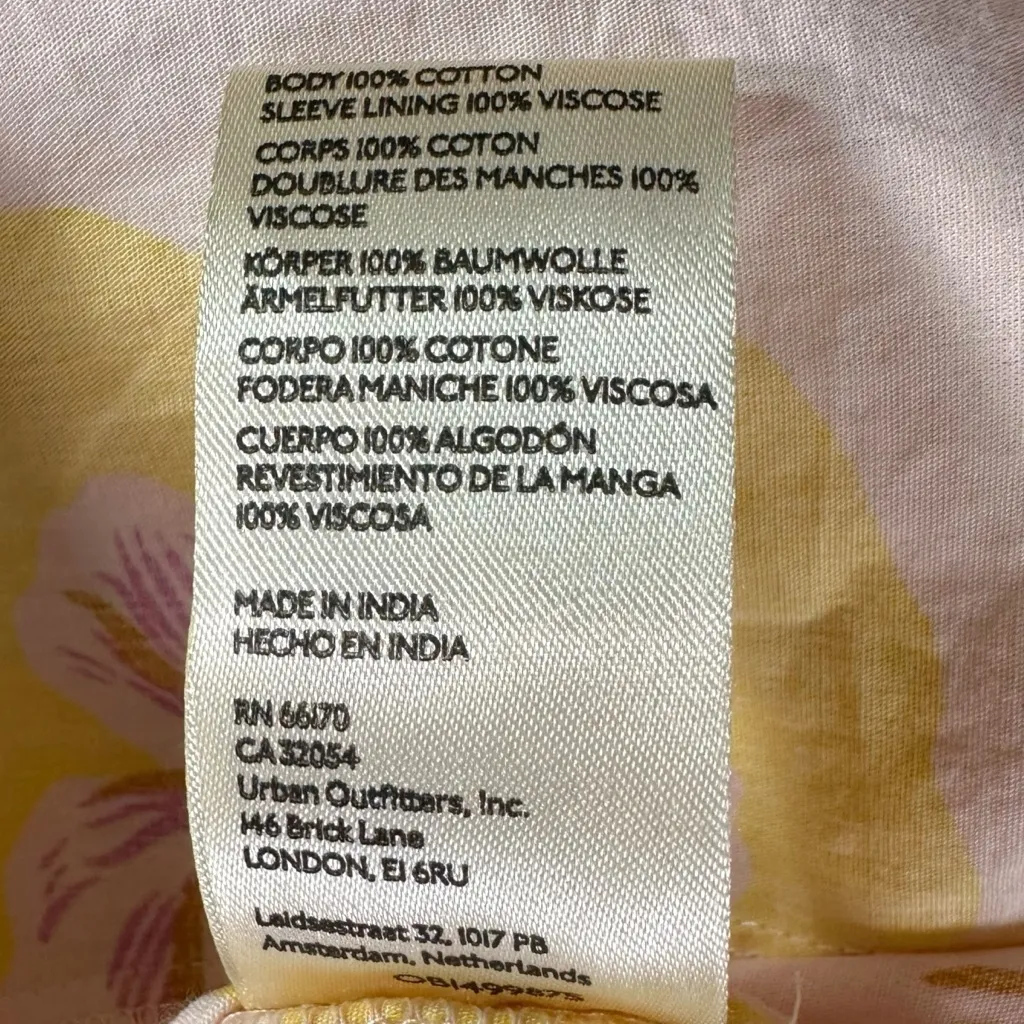 BODY 100% COTTON
SLEEVE LINING 100% VISCOSE
CORPS 100% COTON
DOUBLURE DES MANCHES 100%
VISCOSE
KÖRPER 100% BAUMWOLLE
ÄRMELFUTTER 100% VISKOSE
CORPO 100% COTONE
FODERA MANICHE 100% VISCOSA
CUERPO 100% ALGODÓN
REVESTIMIENTO DE LA MANGA
100% VISCOSA
MADE IN INDIA
HECHO EN INDIA
RN 66170
CA 32054
Urban Outfitters, Inc.
146 Brick Lane
LONDON, E1 6RU
Leidsestraat 32, 1017 PB
Amsterdam, Netherlands